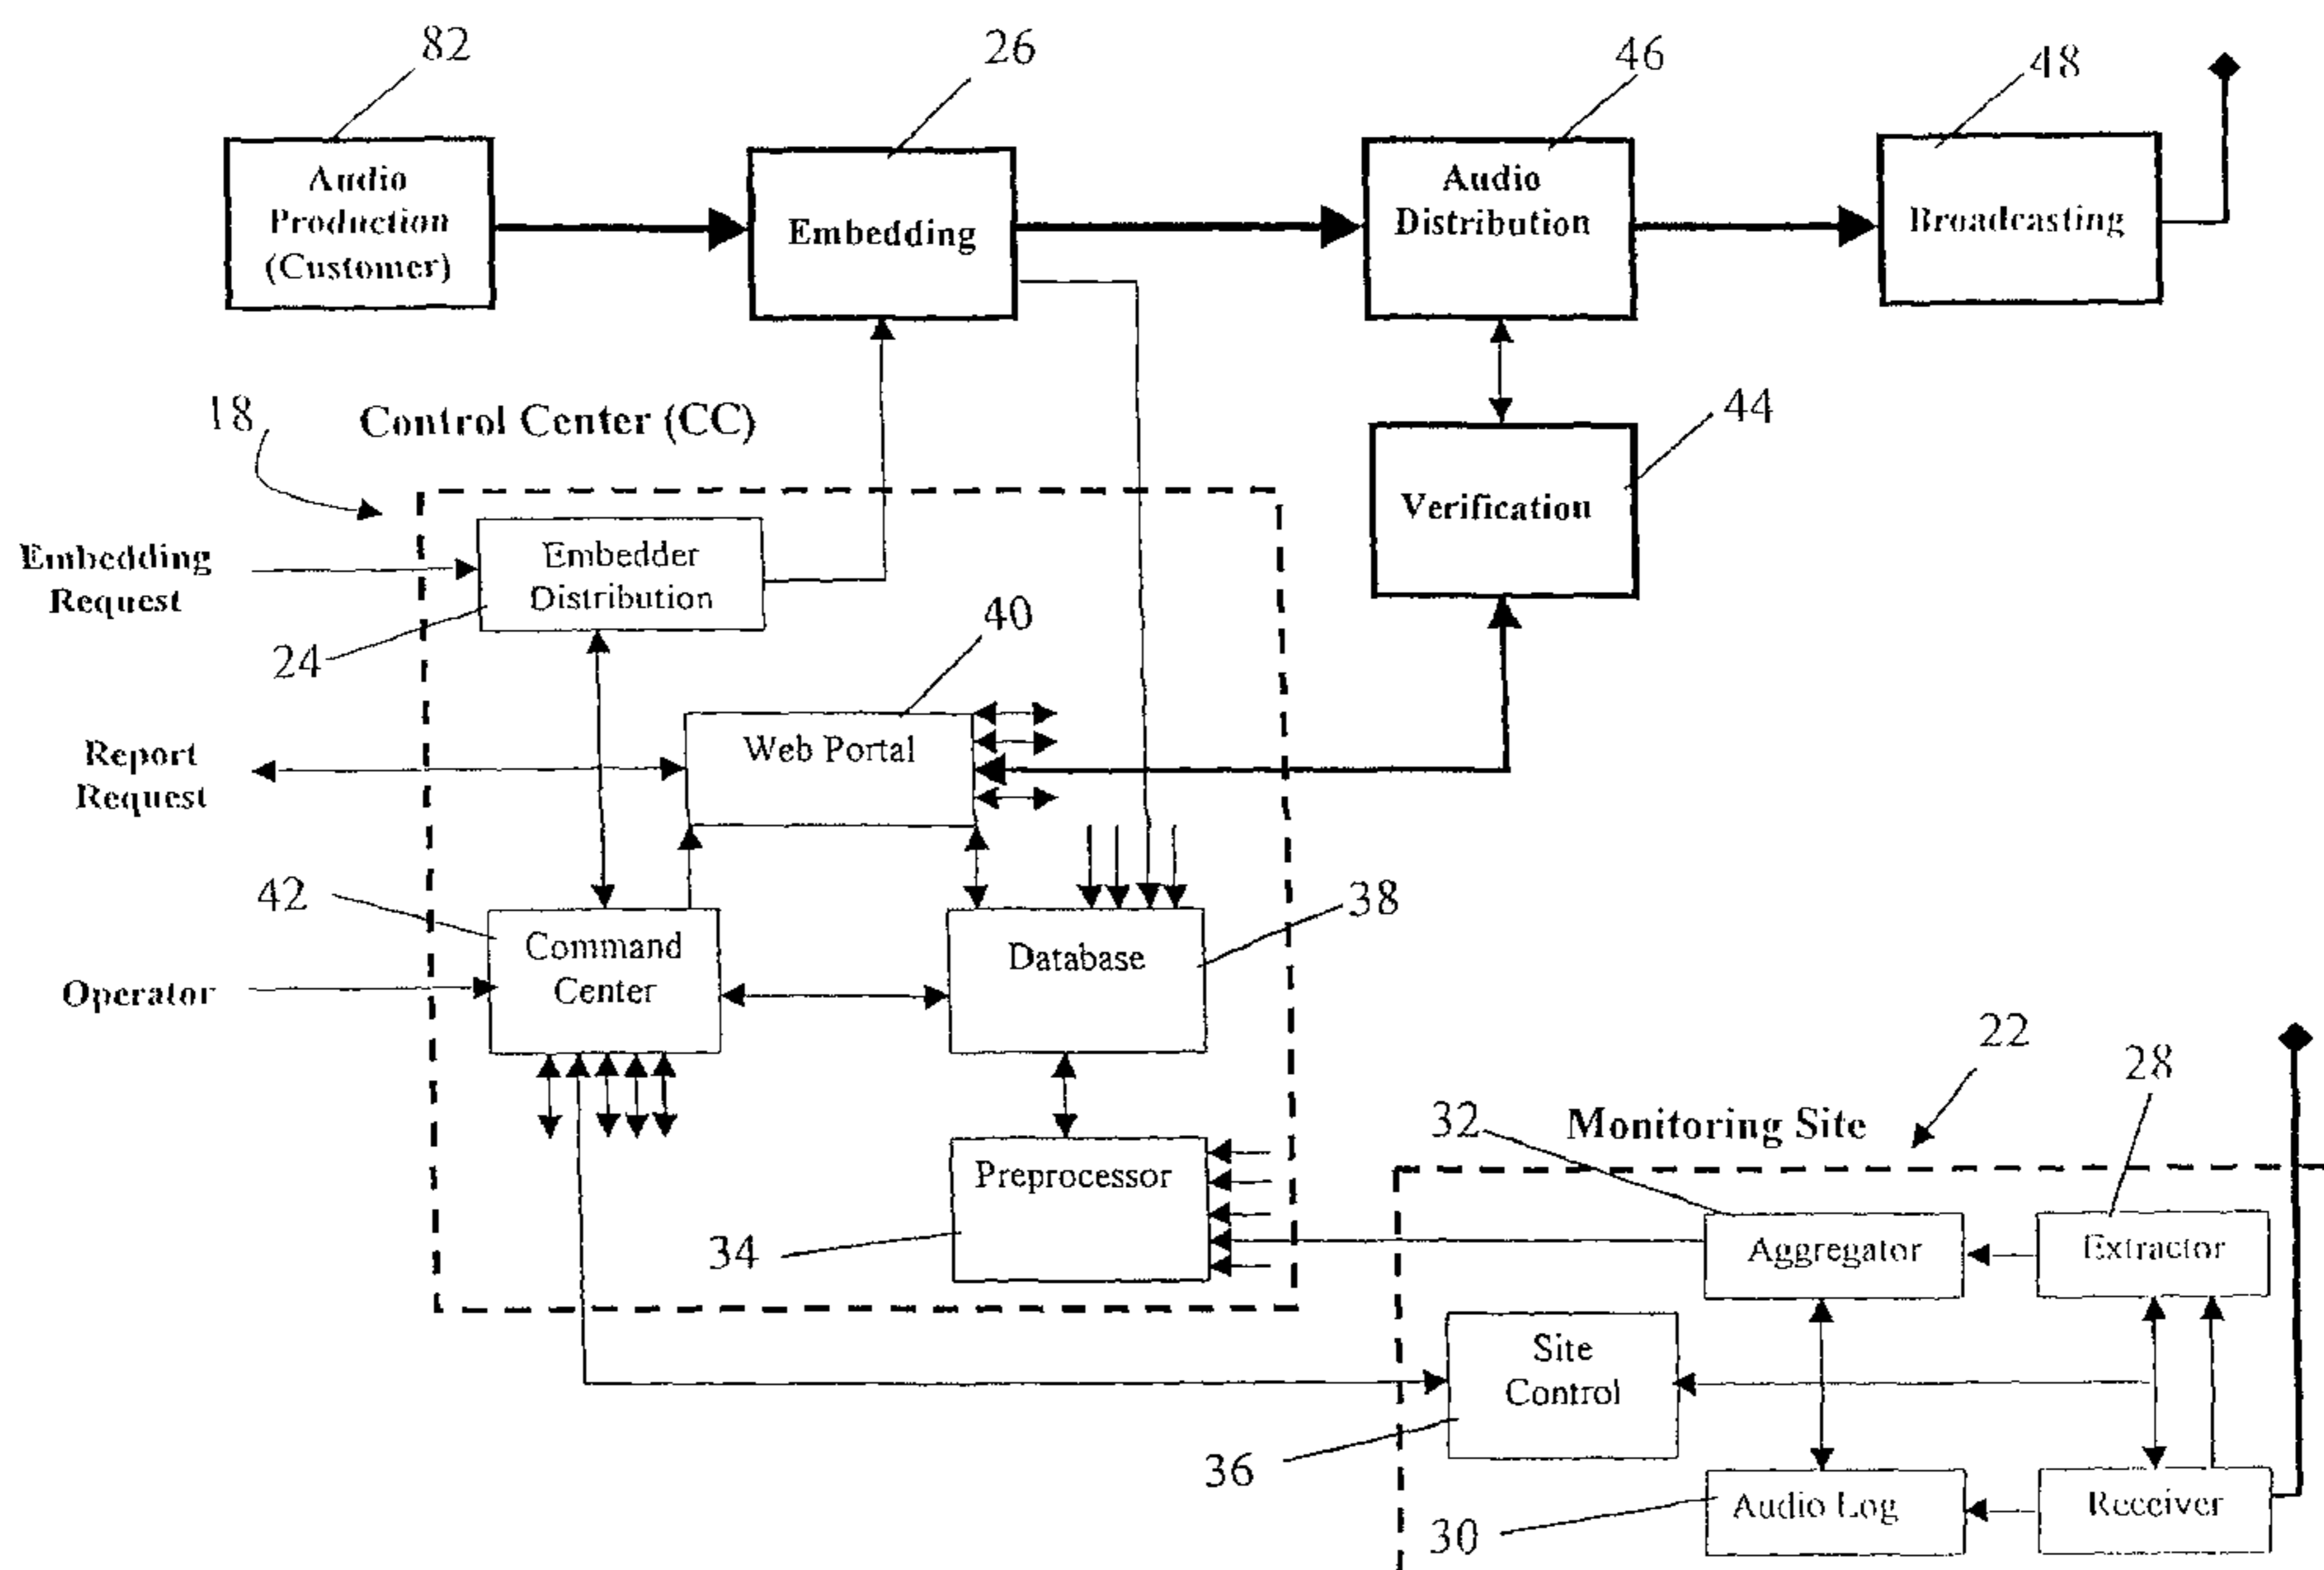 82
26
46
48
Audio
Production
(Customer)
Embedding
Audio
Distribution
Broadcasting
18
Control Center (CC)
44
Verification
Embedding
Request
Embedder
Distribution
24
40
Report
Request
Web Portal
42
38
Command
Center
Database
Operator
22
28
32
Monitoring Site
Preprocessor
34
Aggregator
Extractor
Site
Control
36
30
Audio Log
Receiver